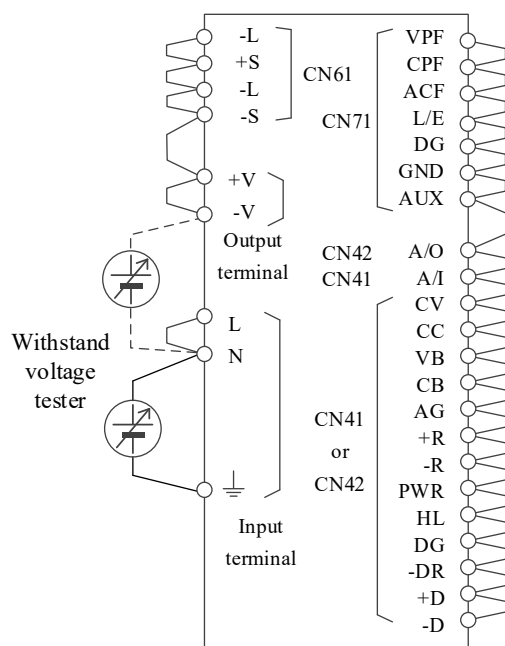 -L
+S
-L
-S
CN61
+V
-V
Output
terminal
Withstand
voltage
tester
L
N
Input
terminal
VPF
CPF
ACF
L/E
DG
GND
AUX
CN71
CN42
A/O
CN41
A/I
CV
CC
VB
CB
AG
+R
-R
PWR
HL
DG
-DR
+D
-D
CN41
or
CN42